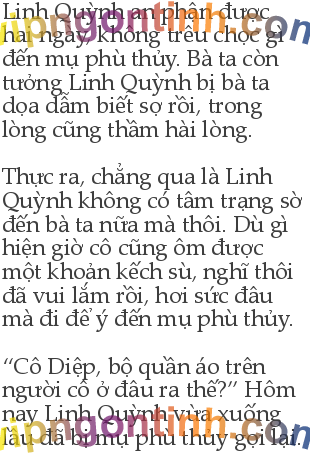 Linh Quỳnh an phận được
hai ngày, không trêu chọc gì
đến mụ phù thủy. Bà ta còn
tưởng Linh Quỳnh bị bà ta
dọa dẫm biết sợ rồi, trong
lòng cũng thầm hài lòng.
Thực ra, chẳng qua là Linh
Quỳnh không có tâm trạng sờ
đến bà ta nữa mà thôi. Dù gì
hiện giờ cô cũng ôm được
một khoản kếch sù, nghĩ thôi
đã vui lắm rồi, hơi sức đâu
mà đi để ý đến mụ phù thủy.
“Cô Diệp, bộ quần áo trên
người cô ở đâu ra thế?” Hôm
nay Linh Quỳnh vừa xuống
lầu đã bị mụ phù thủy gọi lại.